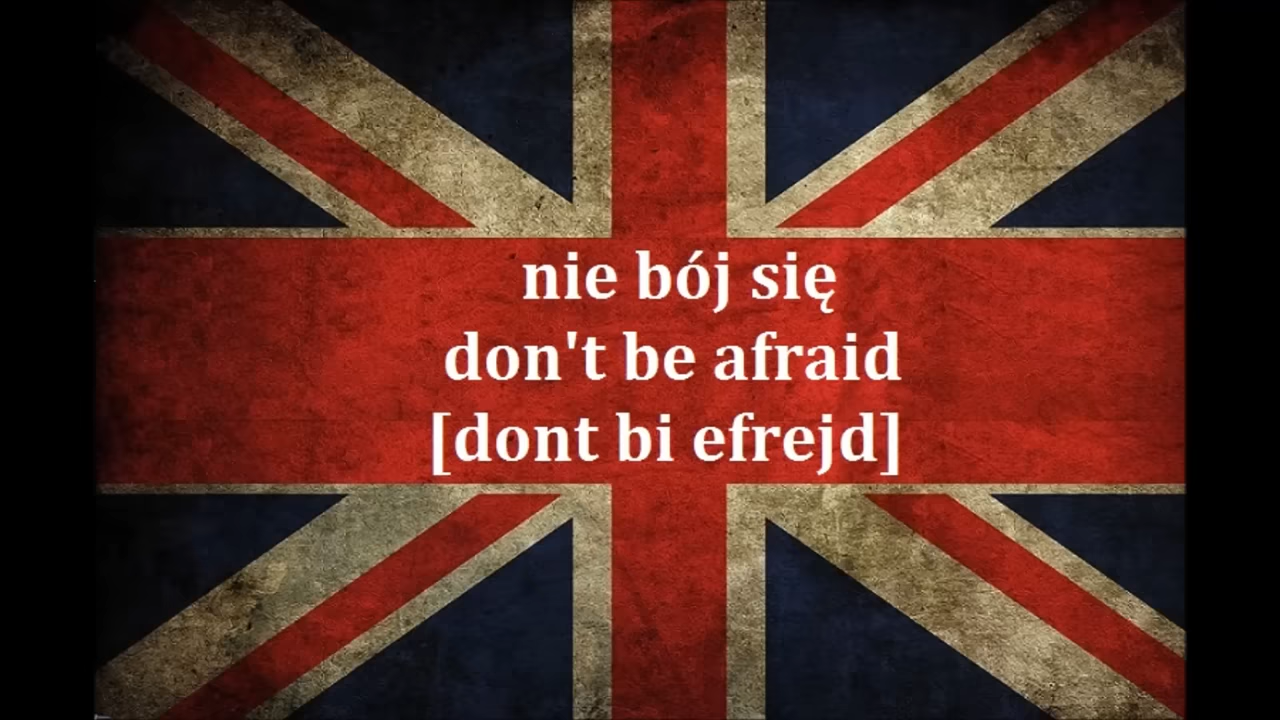 nie bój się
don't be afraid
[dont bi efrejd]